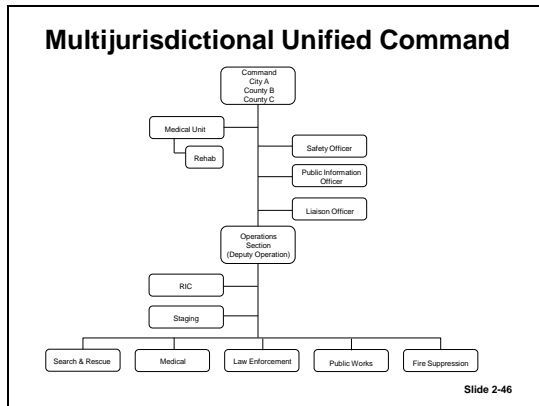 Multijurisdictional Unified Command
Command
City A
County B
County C
Medical Unit
Rehab
Safety Officer
Public Information
Officer
Liaison Officer
Operations
Section
(Deputy Operation)
RIC
Staging
Search & Rescue
Medical
Law Enforcement
Public Works
Fire Suppression
Slide 2-46